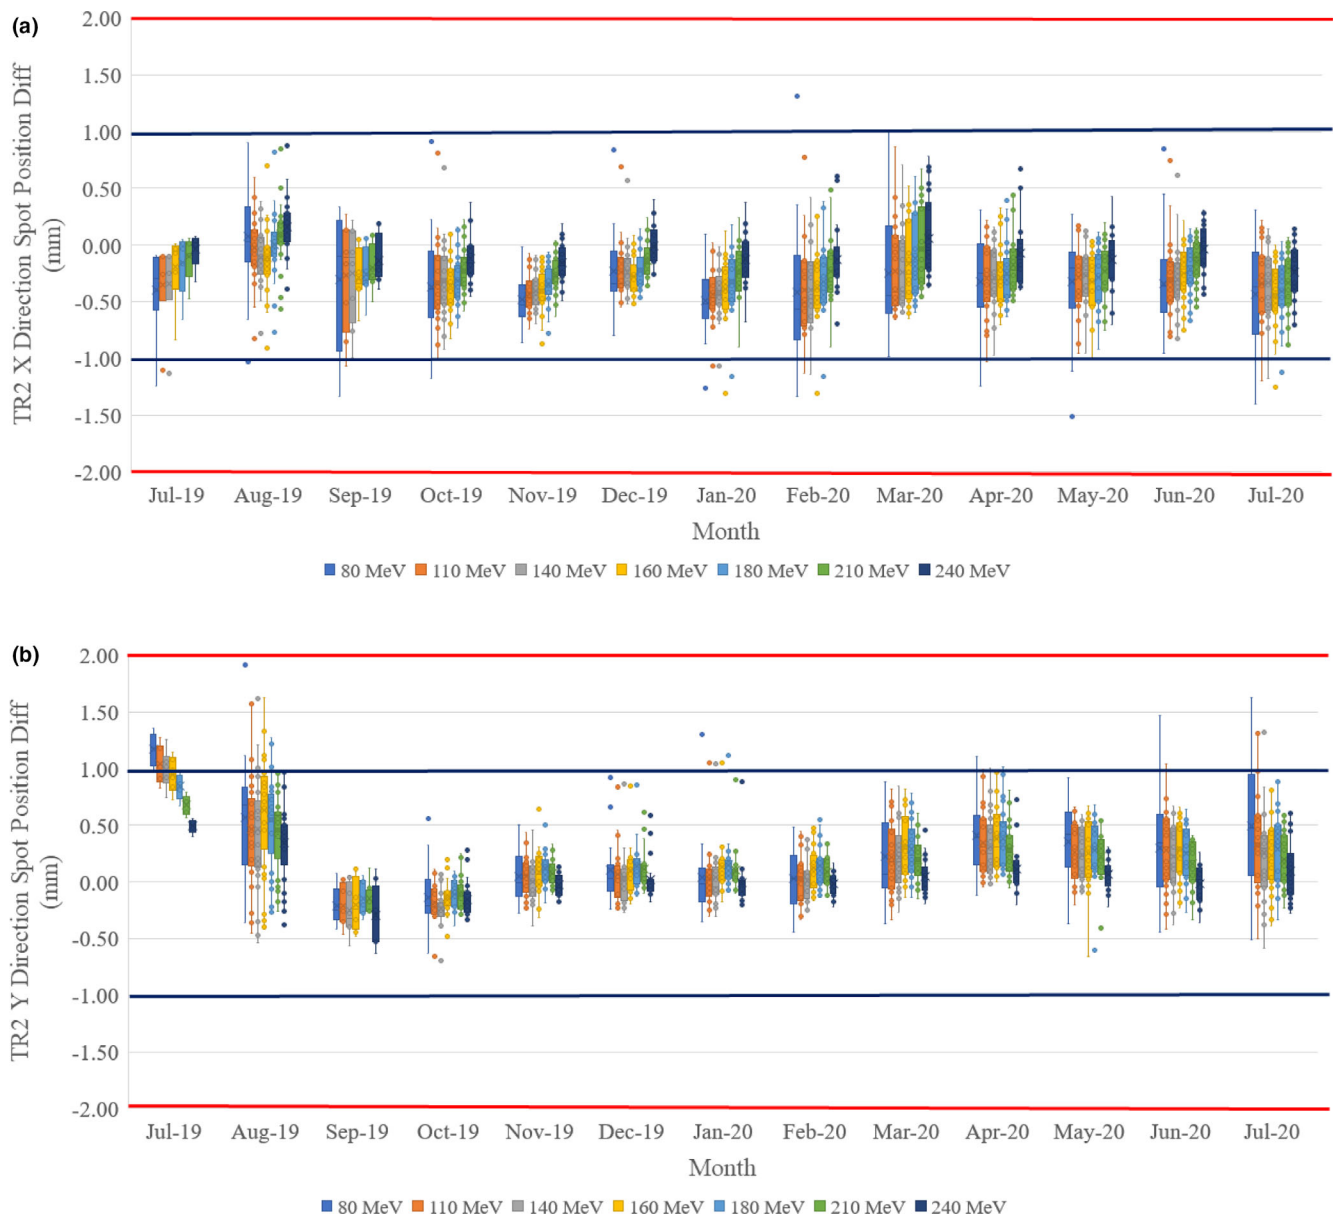 (a)
TR2 X Direction Spot Position Diff
(mm)
2.00
1.50
1.00
0.50
0.00
-0.50
-1.00
-1.50
-2.00
Jul-19 Aug-19 Sep-19 Oct-19 Nov-19 Dec-19 Jan-20 Feb-20 Mar-20 Apr-20 May-20 Jun-20 Jul-20
Month
80 MeV 110 MeV 140 MeV 160 MeV 180 MeV 210 MeV 240 MeV
(b)
TR2 Y Direction Spot Position Diff
(mm)
2.00
1.50
1.00
0.50
0.00
-0.50
-1.00
-1.50
-2.00
Jul-19 Aug-19 Sep-19 Oct-19 Nov-19 Dec-19 Jan-20 Feb-20 Mar-20 Apr-20 May-20 Jun-20 Jul-20
Month
80 MeV 110 MeV 140 MeV 160 MeV 180 MeV 210 MeV 240 MeV